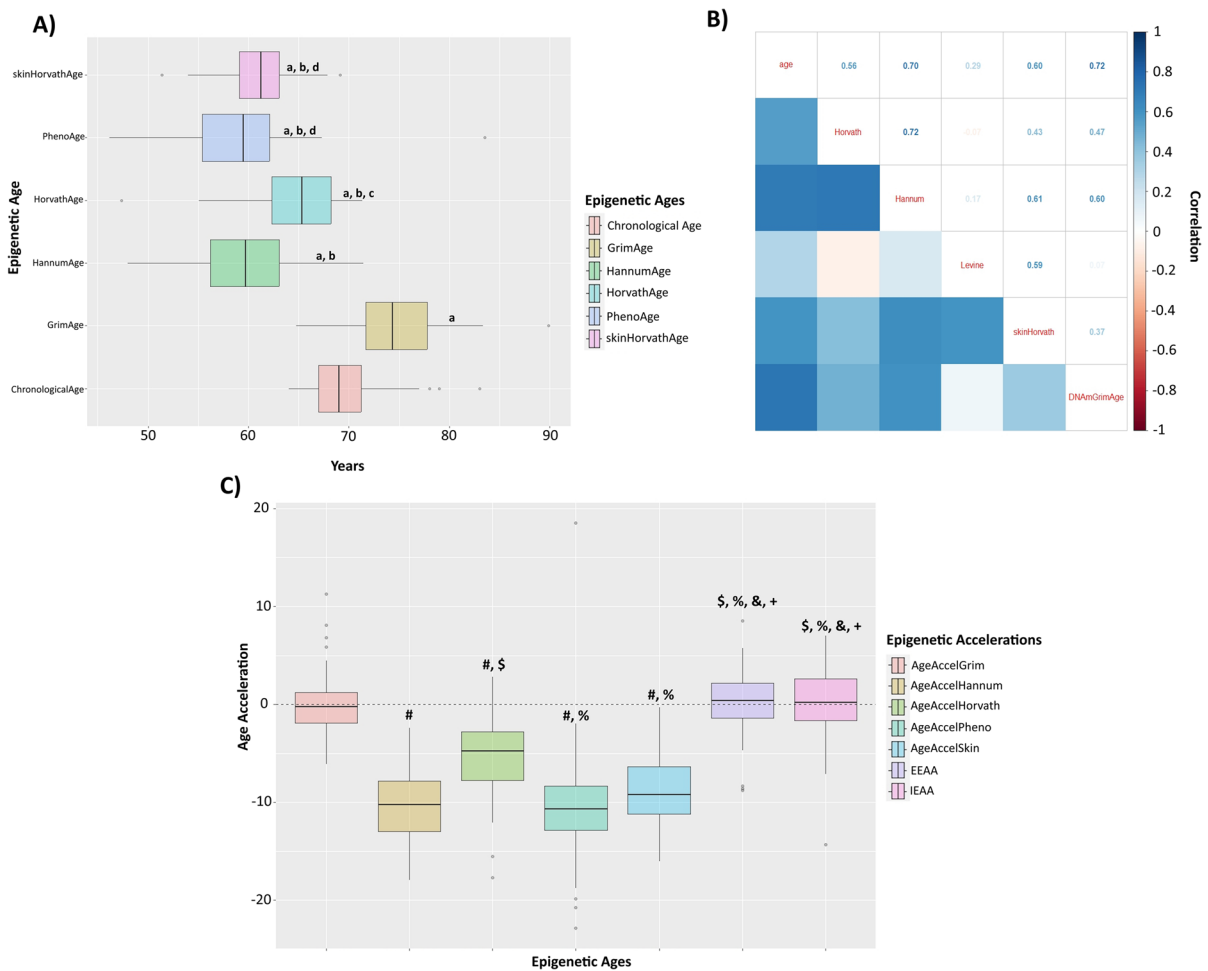 A)
skinHorvathAge
a, b, d
PhenoAge
a, b, d
HorvathAge
a, b, c
HannumAge
a, b
GrimAge
a
ChronologicalAge
Epigenetic Age
50 60 70 80 90
Years
Epigenetic Ages
Chronological Age
GrimAge
HannumAge
HorvathAge
PhenoAge
skinHorvathAge
B)
age 0.56 0.70 0.29 0.60 0.72
Horvath 0.72 0.43 0.47
Hannum 0.17 0.61 0.60
Levine 0.59
skinHorvath 0.37
DNAmGrimAge
1
0.8
0.6
0.4
0.2
0
-0.2
-0.4
-0.6
-0.8
-1
Correlation
C)
20
10
0
-10
-20
Age Acceleration
#
#, $
#, %
#, %
$, %, &, +
$, %, &, +
Epigenetic Ages
Epigenetic Accelerations
AgeAccelGrim
AgeAccelHannum
AgeAccelHorvath
AgeAccelPheno
AgeAccelSkin
EEAA
IEAA